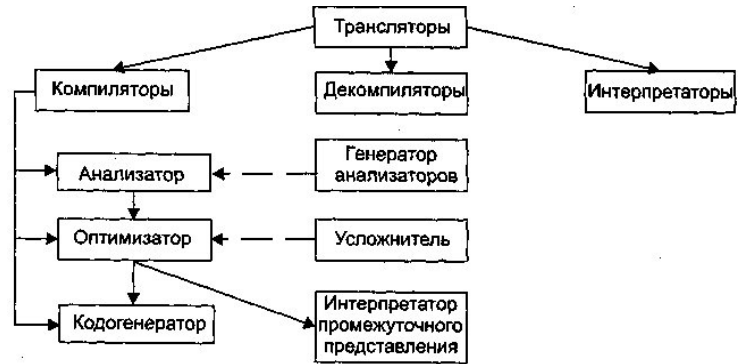 Трансляторы
Компиляторы
Декомпиляторы
Интерпретаторы
Анализатор
Генератор
анализаторов
Оптимизатор
Усложнитель
Кодогенератор
Интерпретатор
промежуточного
представления